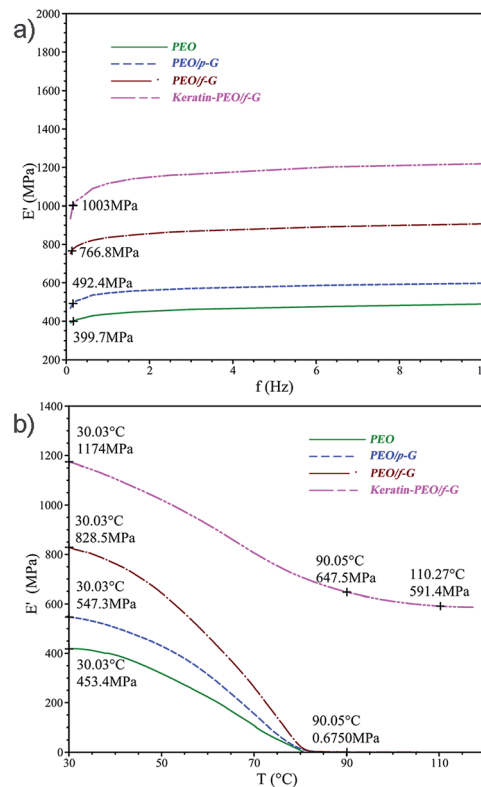 a)
2000
1800
1600
1400
1200
1000
800
600
400
200
E' (MPa)
PEO
PEO/p-G
PEO/f-G
Keratin-PEO/f-G
1003MPa
766.8MPa
492.4MPa
399.7MPa
0 2 4 6 8 10
f (Hz)
b)
1400
1200
1000
800
600
400
200
0
E' (MPa)
PEO
PEO/p-G
PEO/f-G
Keratin-PEO/f-G
30.03°C
1174MPa
30.03°C
828.5MPa
30.03°C
547.3MPa
30.03°C
453.4MPa
90.05°C
647.5MPa
110.27°C
591.4MPa
90.05°C
0.6750MPa
30 50 70 90 110
T (°C)